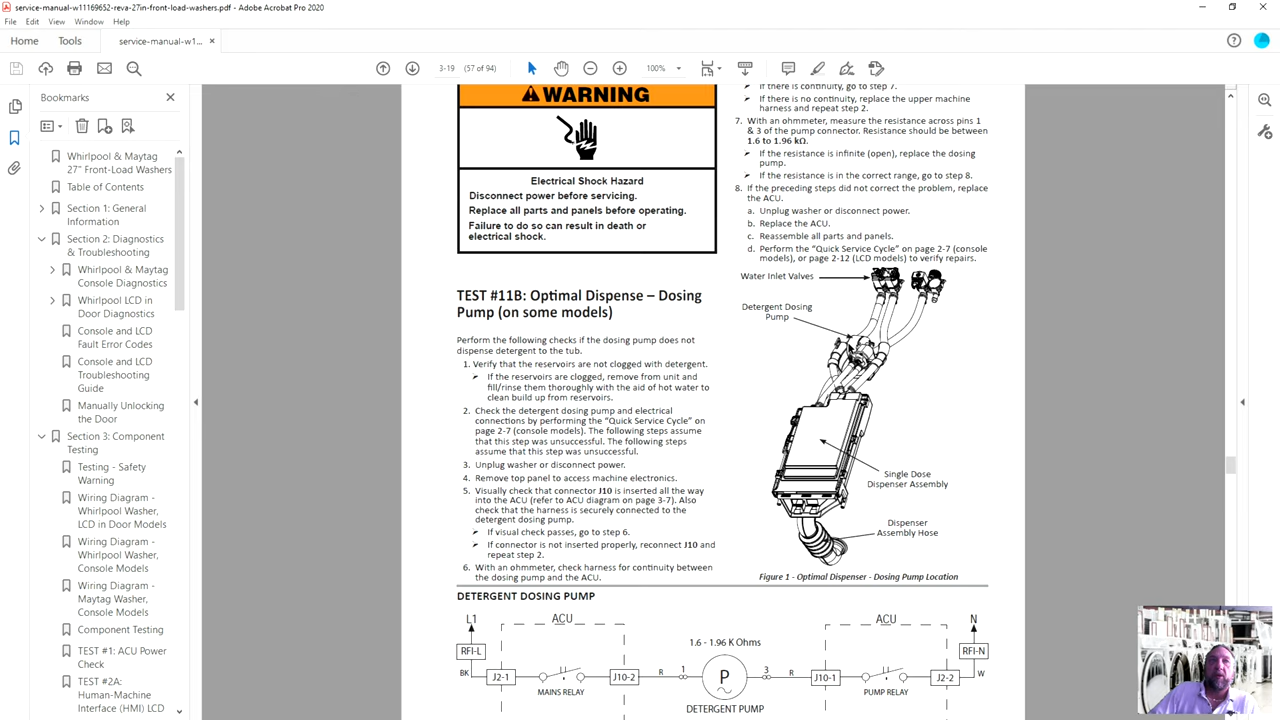 service-manual-w11169652-reva-27in-front-load-washers.pdf - Adobe Acrobat Pro 2020
File Edit View Window Help
Home Tools service-manual-w1... ×
3-19 (57 of 94) 100%
Bookmarks
Whirlpool & Maytag
27" Front-Load Washers
Table of Contents
Section 1: General
Information
Section 2: Diagnostics
& Troubleshooting
Whirlpool & Maytag
Console Diagnostics
Whirlpool LCD in
Door Diagnostics
Console and LCD
Fault Error Codes
Console and LCD
Troubleshooting
Guide
Manually Unlocking
the Door
Section 3: Component
Testing
Testing - Safety
Warning
Wiring Diagram -
Whirlpool Washer,
LCD in Door Models
Wiring Diagram -
Whirlpool Washer,
Console Models
Wiring Diagram -
Maytag Washer,
Console Models
Component Testing
TEST #1: ACU Power
Check
TEST #2A:
Human-Machine
Interface (HMI) LCD
WARNING
Electrical Shock Hazard
Disconnect power before servicing.
Replace all parts and panels before operating.
Failure to do so can result in death or
electrical shock.
TEST #11B: Optimal Dispense – Dosing
Pump (on some models)
Perform the following checks if the dosing pump does not
dispense detergent to the tub.
1. Verify that the reservoirs are not clogged with detergent.
➢ If the reservoirs are clogged, remove from unit and
fill/rinse them thoroughly with the aid of hot water to
clean build up from reservoirs.
2. Check the detergent dosing pump and electrical
connections by performing the “Quick Service Cycle” on
page 2-7 (console models). The following steps assume
that this step was unsuccessful. The following steps
assume that this step was unsuccessful.
3. Unplug washer or disconnect power.
4. Remove top panel to access machine electronics.
5. Visually check that connector J10 is inserted all the way
into the ACU (refer to ACU diagram on page 3-7). Also
check that the harness is securely connected to the
detergent dosing pump.
➢ If visual check passes, go to step 6.
➢ If connector is not inserted properly, reconnect J10 and
repeat step 2.
6. With an ohmmeter, check harness for continuity between
the dosing pump and the ACU.
➢ If there is continuity, go to step 7.
➢ If there is no continuity, replace the upper machine
harness and repeat step 2.
7. With an ohmmeter, measure the resistance across pins 1
& 3 of the pump connector. Resistance should be between
1.6 to 1.96 kΩ.
➢ If the resistance is infinite (open), replace the dosing
pump.
➢ If the resistance is in the correct range, go to step 8.
8. If the preceding steps did not correct the problem, replace
the ACU.
a. Unplug washer or disconnect power.
b. Replace the ACU.
c. Reassemble all parts and panels.
d. Perform the “Quick Service Cycle” on page 2-7 (console
models), or page 2-12 (LCD models) to verify repairs.
Water Inlet Valves
Detergent Dosing
Pump
Single Dose
Dispenser Assembly
Dispenser
Assembly Hose
Figure 1 - Optimal Dispenser - Dosing Pump Location
DETERGENT DOSING PUMP
L1 ACU ACU N
1.6 - 1.96 K Ohms
RFI-L RFI-N
BK J2-1 J10-2 R 1 P 3 R J10-1 J2-2 W
MAINS RELAY PUMP RELAY
DETERGENT PUMP